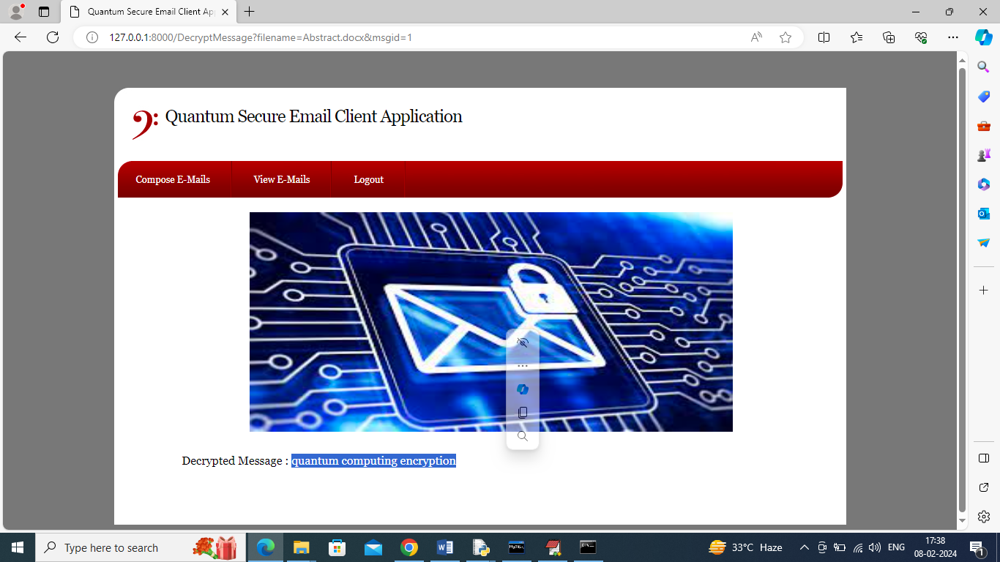 Quantum Secure Email Client Ap
127.0.0.1:8000/DecryptMessage?filename=Abstract.docx&msgid=1
Quantum Secure Email Client Application
Compose E-Mails View E-Mails Logout
Decrypted Message : quantum computing encryption
Type here to search
33°C Haze
ENG
17:38
08-02-2024
1